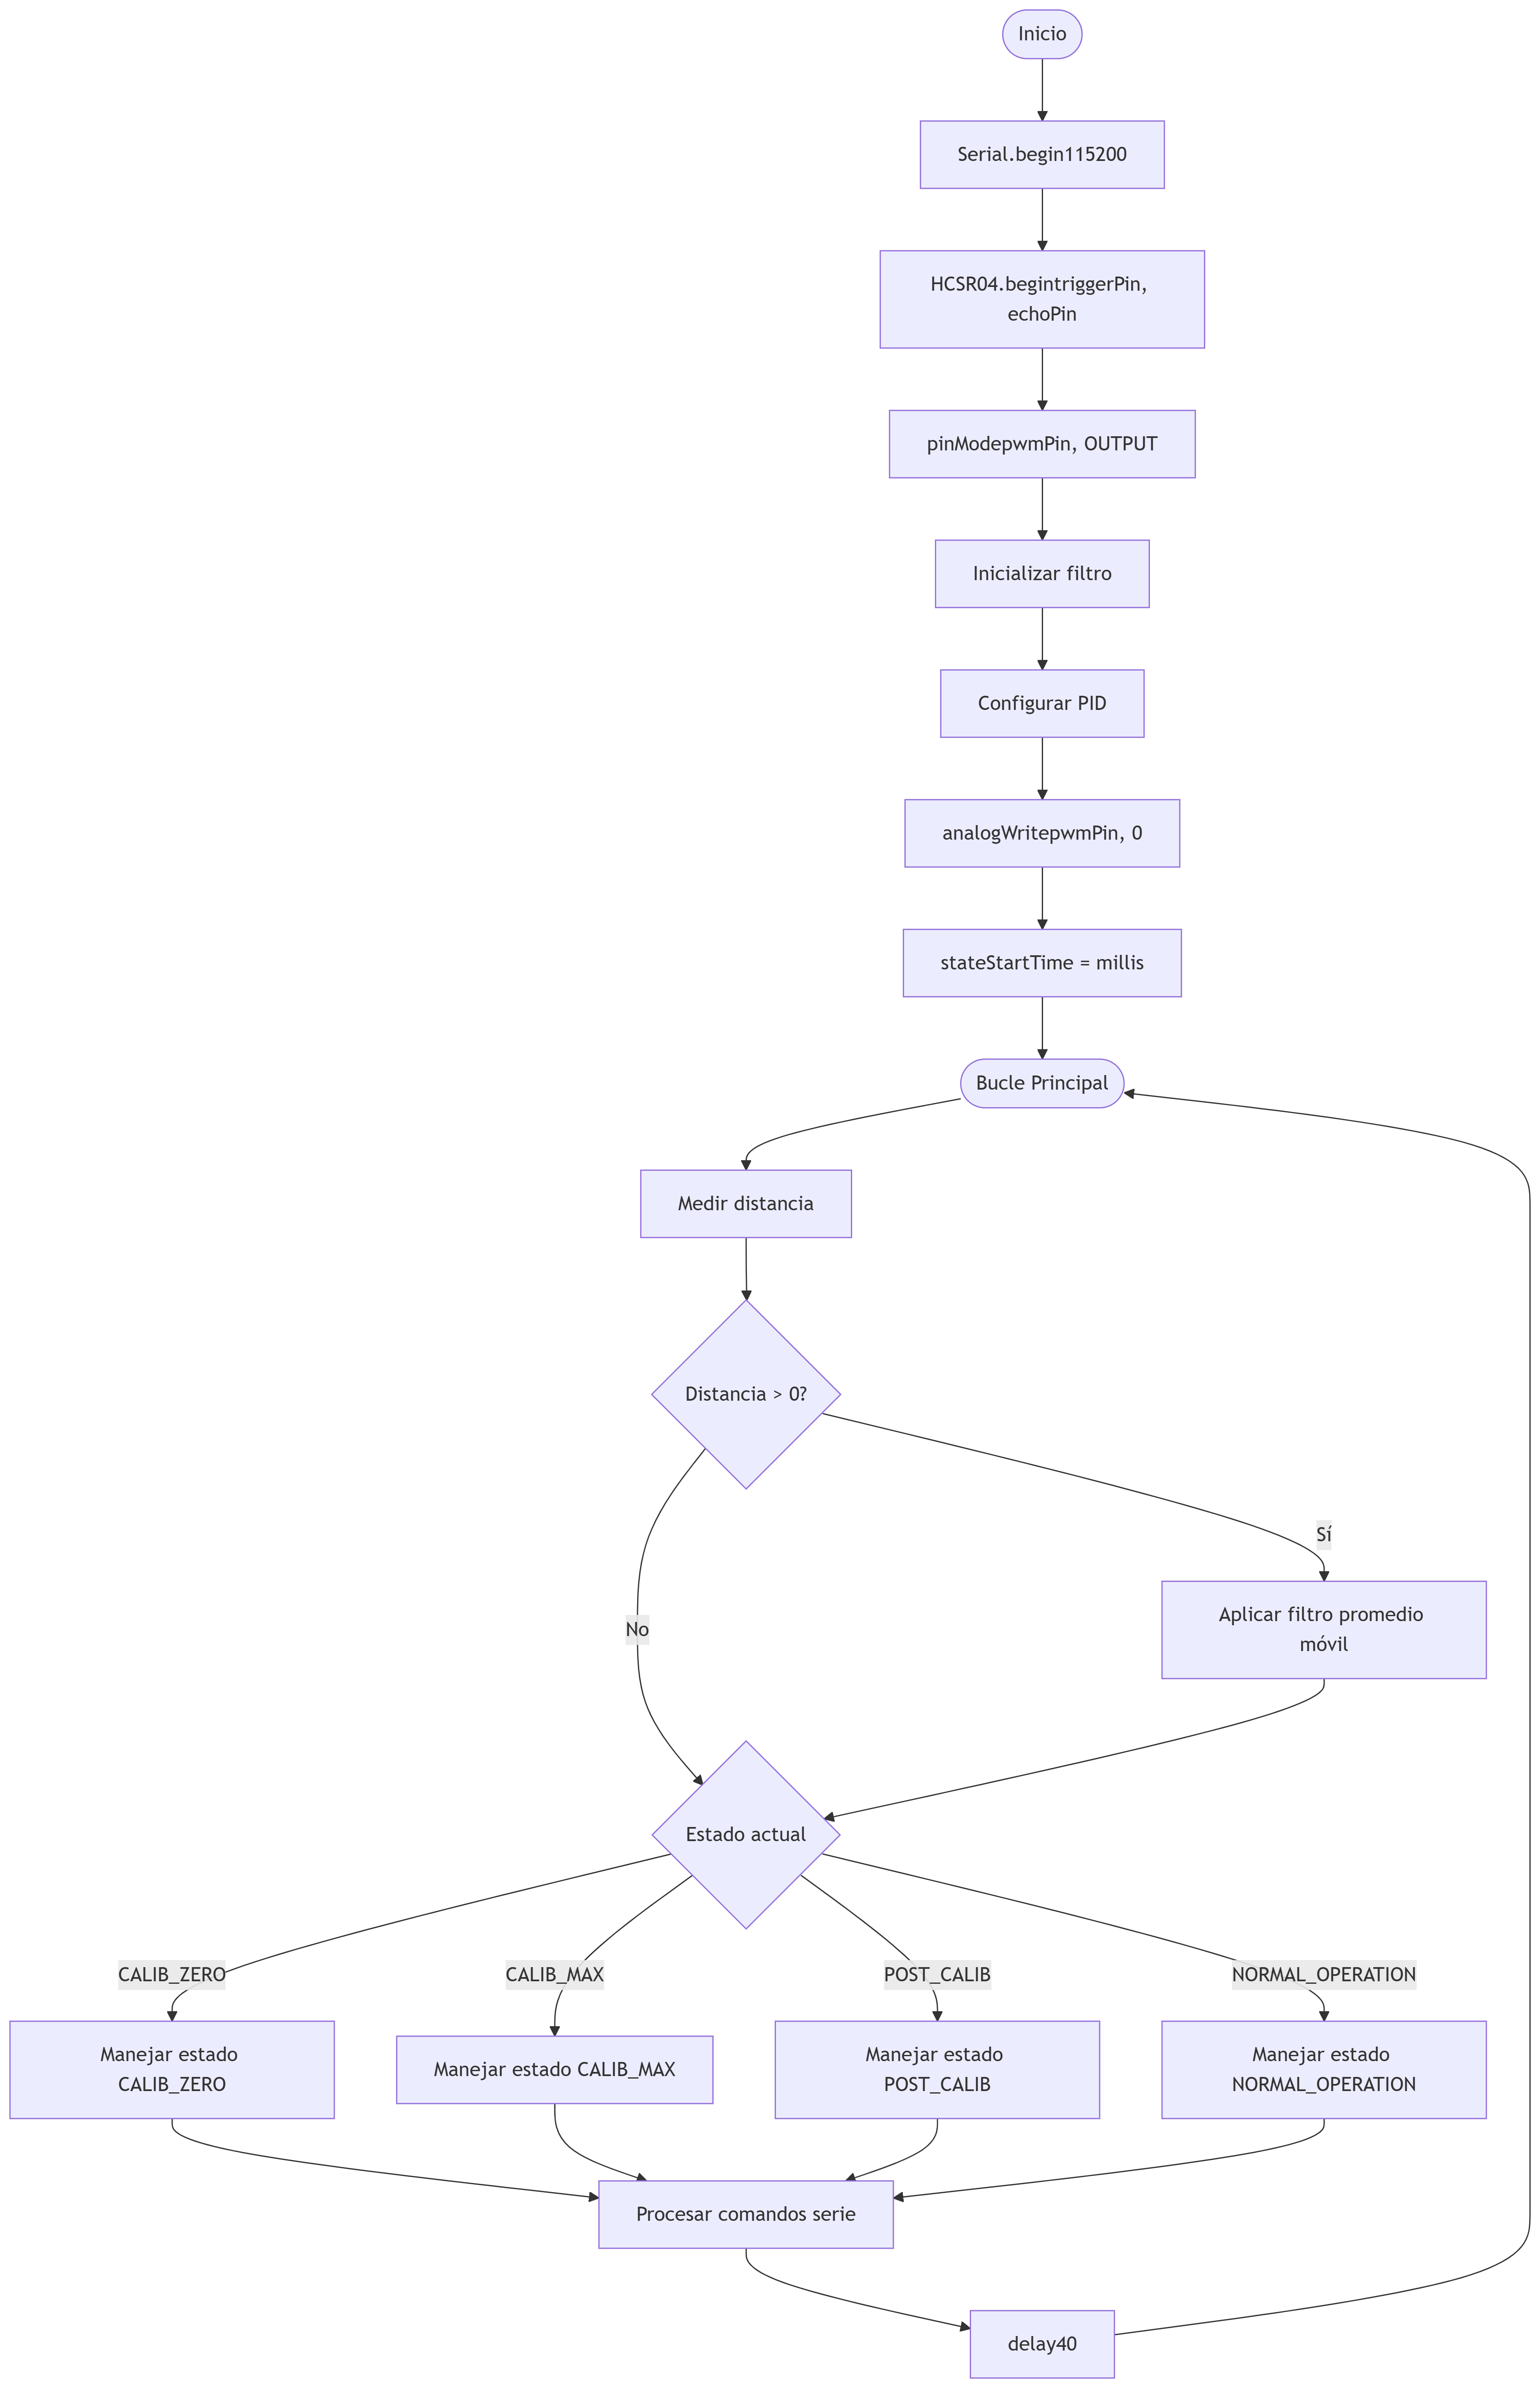 Inicio
Serial.begin115200
HCSR04.begintriggerPin,
echoPin
pinModepwmPin, OUTPUT
Inicializar filtro
Configurar PID
analogWritepwmPin, 0
stateStartTime = millis
Bucle Principal
Medir distancia
Distancia > 0?
Sí
No
Aplicar filtro promedio
móvil
Estado actual
CALIB_ZERO
CALIB_MAX
POST_CALIB
NORMAL_OPERATION
Manejar estado
CALIB_ZERO
Manejar estado CALIB_MAX
Manejar estado
POST_CALIB
Manejar estado
NORMAL_OPERATION
Procesar comandos serie
delay40